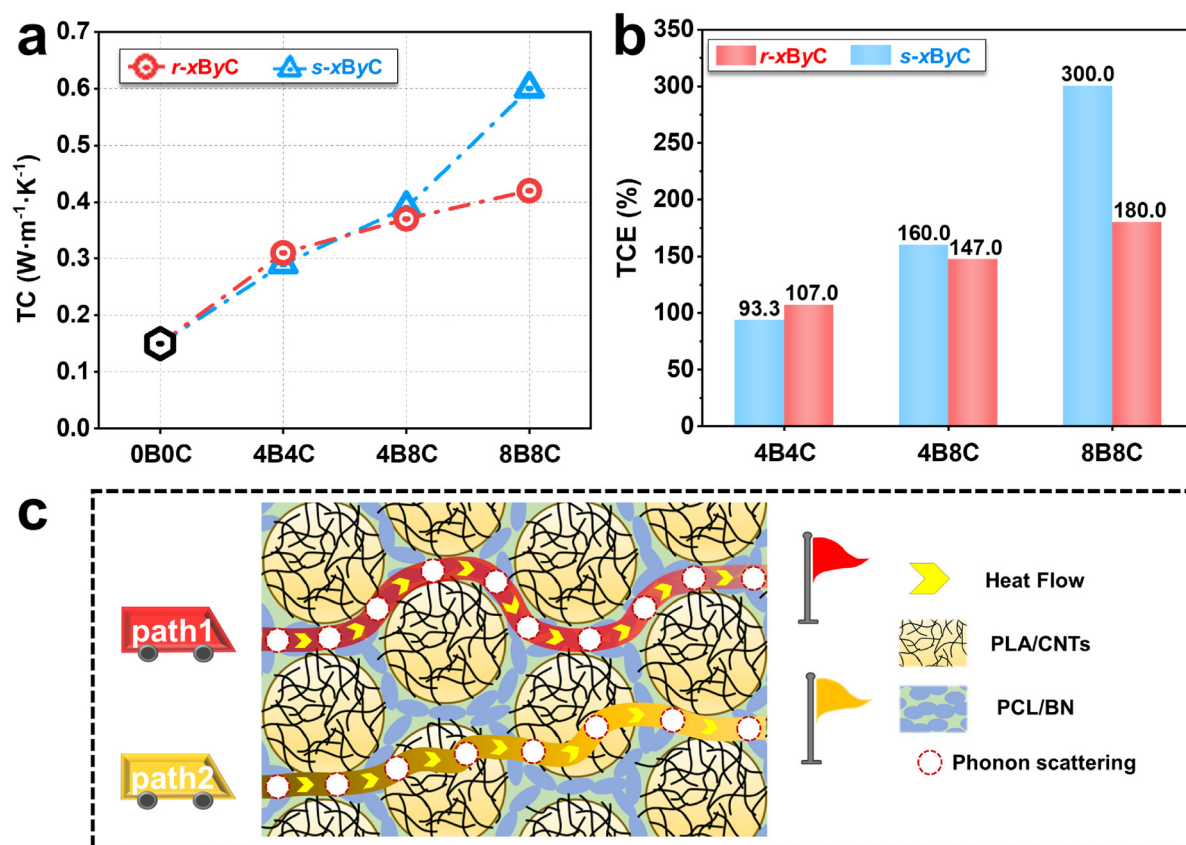 a
r-xByC s-xByC
TC (W·m⁻¹·K⁻¹)
0.7
0.6
0.5
0.4
0.3
0.2
0.1
0.0
0B0C 4B4C 4B8C 8B8C
b
r-xByC s-xByC
TCE (%)
350
300
250
200
150
100
50
0
93.3 107.0 160.0 147.0 300.0 180.0
4B4C 4B8C 8B8C
c
path1
path2
Heat Flow
PLA/CNTs
PCL/BN
Phonon scattering